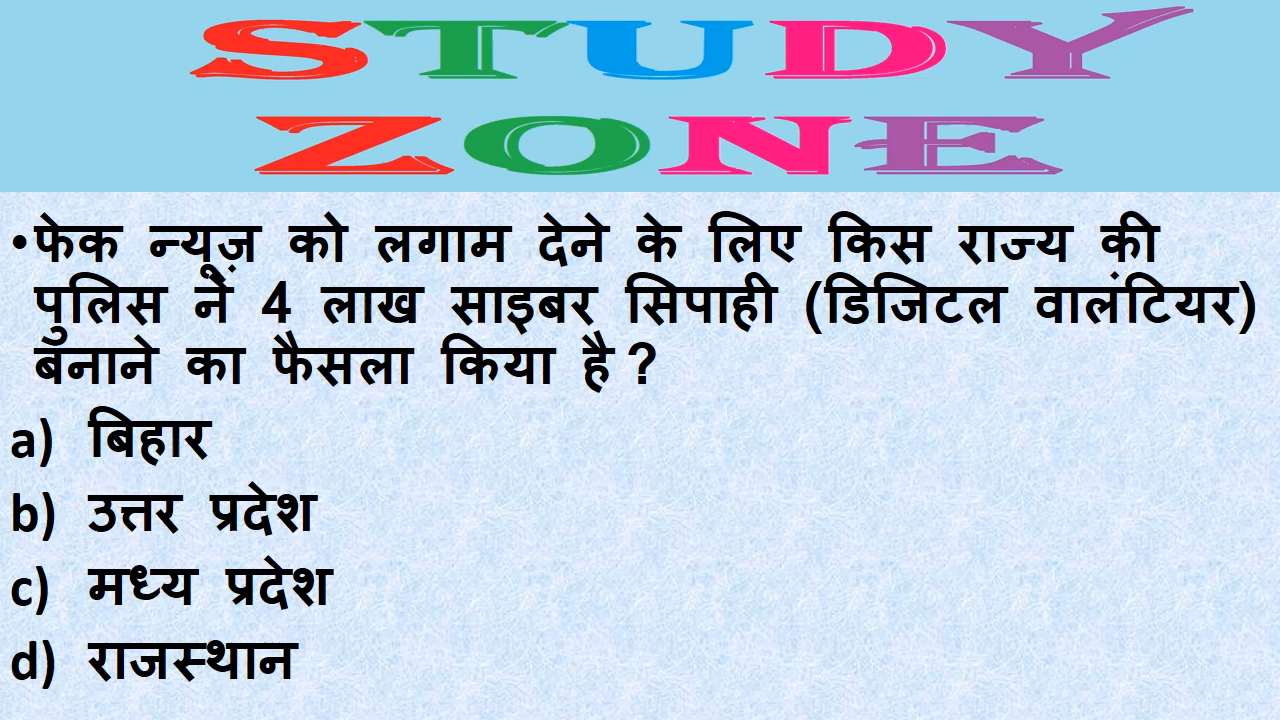 STUDY
ZONE
•फेक न्यूज़ को लगाम देने के लिए किस राज्य की
पुलिस नें 4 लाख साइबर सिपाही (डिजिटल वालंटियर)
बनाने का फैसला किया है ?
a) बिहार
b) उत्तर प्रदेश
c) मध्य प्रदेश
d) राजस्थान